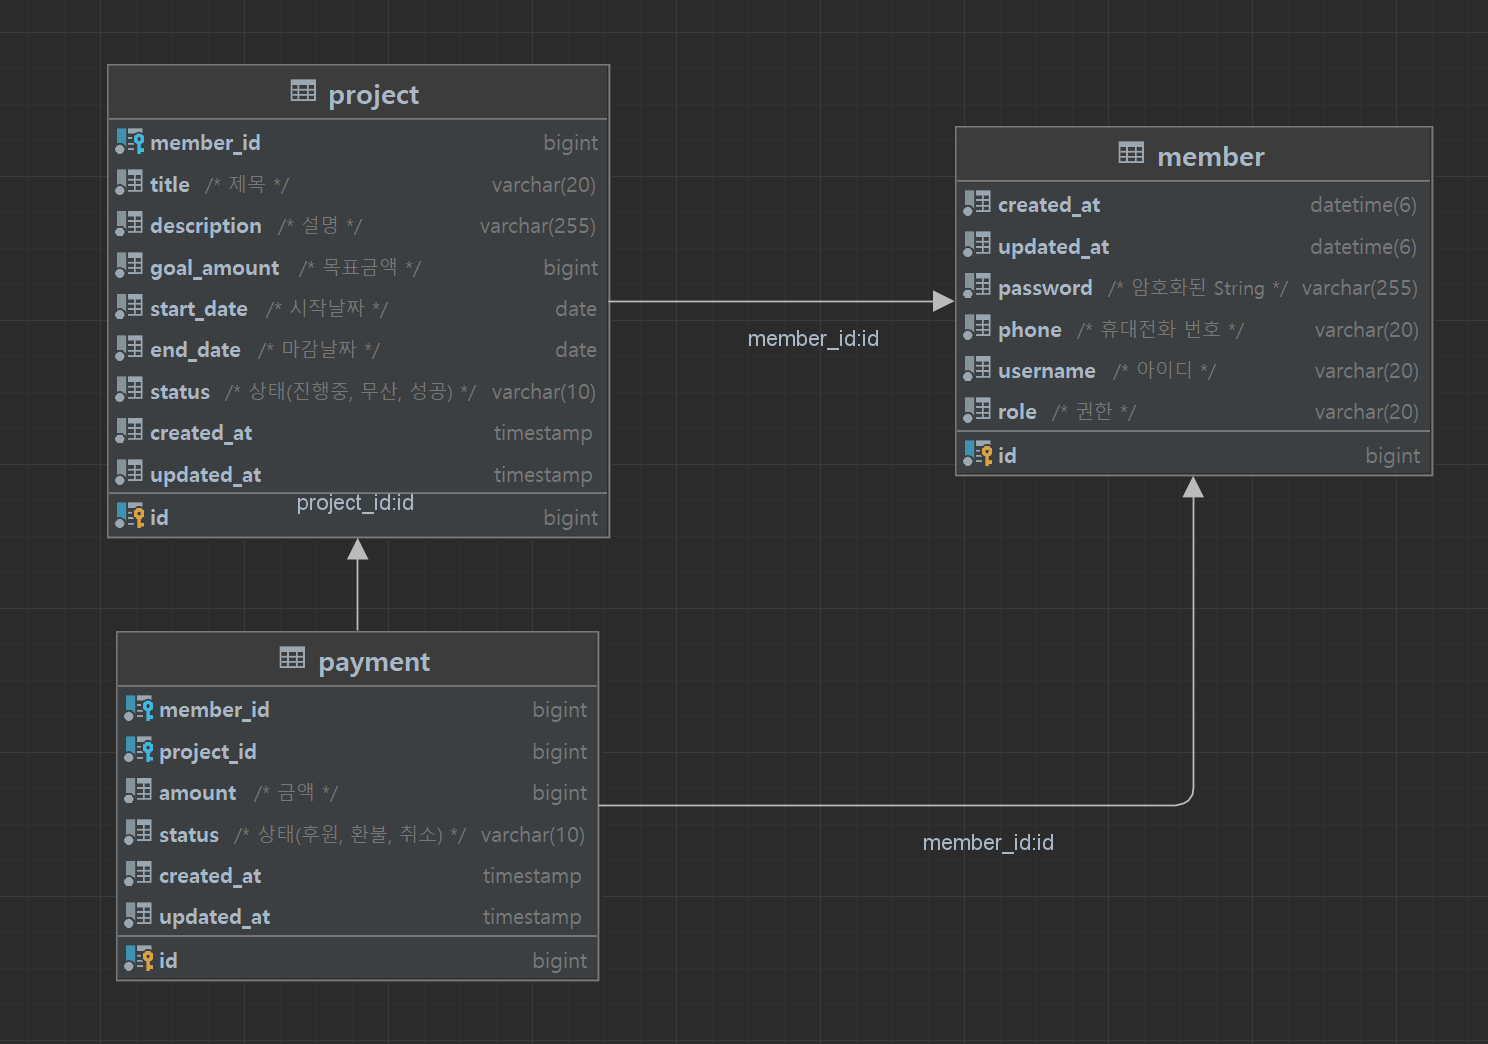 project
member_id bigint
title /* 제목 */ varchar(20)
description /* 설명 */ varchar(255)
goal_amount /* 목표금액 */ bigint
start_date /* 시작날짜 */ date
end_date /* 마감날짜 */ date
status /* 상태(진행중, 무산, 성공) */ varchar(10)
created_at timestamp
updated_at timestamp
project_id:id
id bigint
member_id:id
member
created_at datetime(6)
updated_at datetime(6)
password /* 암호화된 String */ varchar(255)
phone /* 휴대전화 번호 */ varchar(20)
username /* 아이디 */ varchar(20)
role /* 권한 */ varchar(20)
id bigint
payment
member_id bigint
project_id bigint
amount /* 금액 */ bigint
status /* 상태(후원, 환불, 취소) */ varchar(10)
created_at timestamp
updated_at timestamp
id bigint
member_id:id